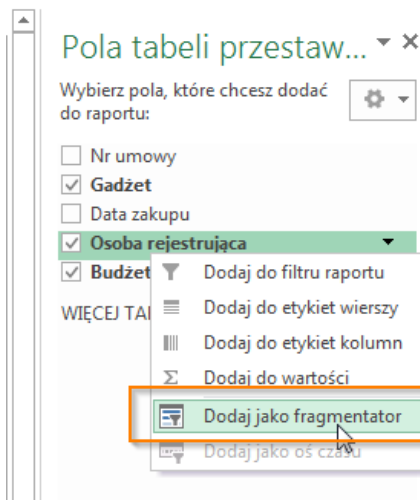 Pola tabeli przestaw...
Wybierz pola, które chcesz dodać
do raportu:
Nr umowy
Gadżet
Data zakupu
Osoba rejestrująca
Budżet
Dodaj do filtru raportu
WIĘCEJ TA
Dodaj do etykiet wierszy
Dodaj do etykiet kolumn
Dodaj do wartości
Dodaj jako fragmentator
Dodaj jako oś czasu